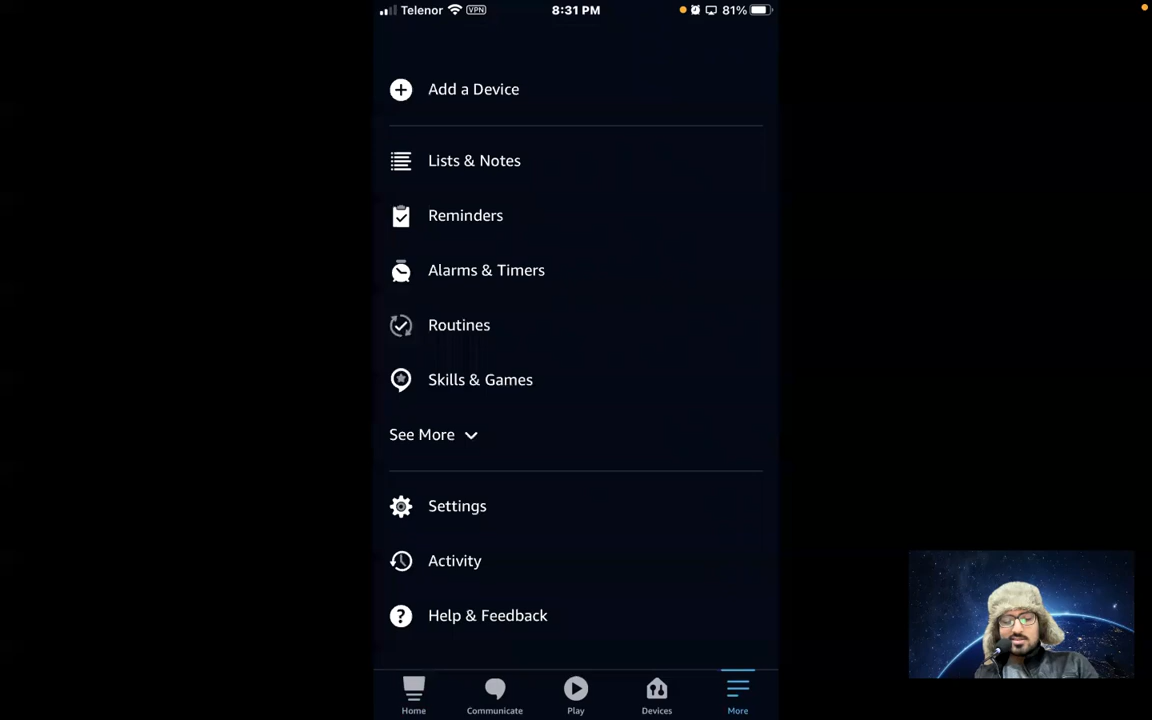 Telenor VPN 8:31 PM 81%
Add a Device
Lists & Notes
Reminders
Alarms & Timers
Routines
Skills & Games
See More
Settings
Activity
Help & Feedback
Home Communicate Play Devices More